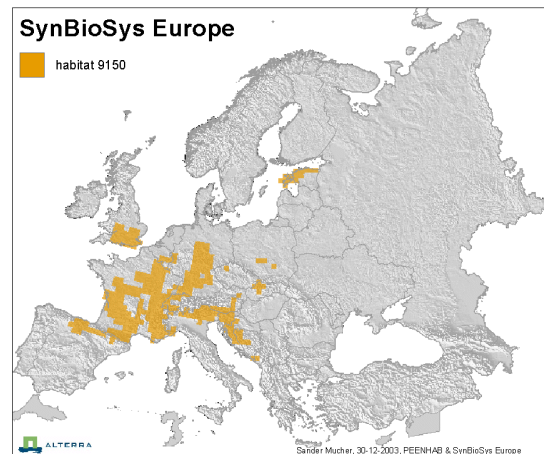 SynBioSys Europe
habitat 9150
ALTERRA
Sander Mucher, 30-12-2003, PEENHAB & SynBioSys Europe